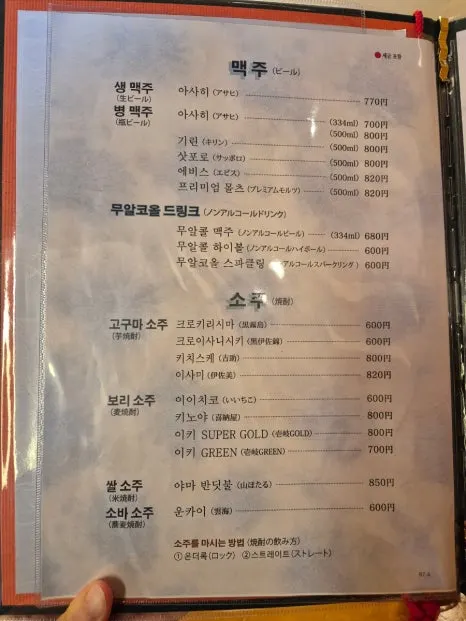 ● 세금 포함
맥주 (ビール)
생 맥주 (生ビール) 아사히 (アサヒ) 770円
병 맥주 (瓶ビール) 아사히 (アサヒ) (334ml) 700円
(500ml) 800円
기린 (キリン) (500ml) 800円
삿포로 (サッポロ) (500ml) 800円
에비스 (エビス) (500ml) 820円
프리미엄 몰츠 (プレミアムモルツ) (500ml) 820円
무알코올 드링크 (ノンアルコールドリンク)
무알콜 맥주 (ノンアルコールビール) (334ml) 680円
무알콜 하이볼 (ノンアルコールハイボール) 600円
무알코올 스파클링 (ノンアルコールスパークリング) 600円
소주 (焼酎)
고구마 소주 (芋焼酎) 크로키리시마 (黒霧島) 600円
크로이사니시키 (黒伊佐錦) 600円
키치스케 (吉助) 800円
이사미 (伊佐美) 820円
보리 소주 (麦焼酎) 이이치코 (いいちこ) 600円
키노야 (喜納屋) 800円
이키 SUPER GOLD (壱岐GOLD) 800円
이키 GREEN (壱岐GREEN) 700円
쌀 소주 (米焼酎) 야마 반딧불 (山ほたる) 850円
소바 소주 (蕎麦焼酎) 운카이 (雲海) 600円
소주를 마시는 방법 (焼酎の飲み方)
①온더록 (ロック) ②스트레이트 (ストレート)